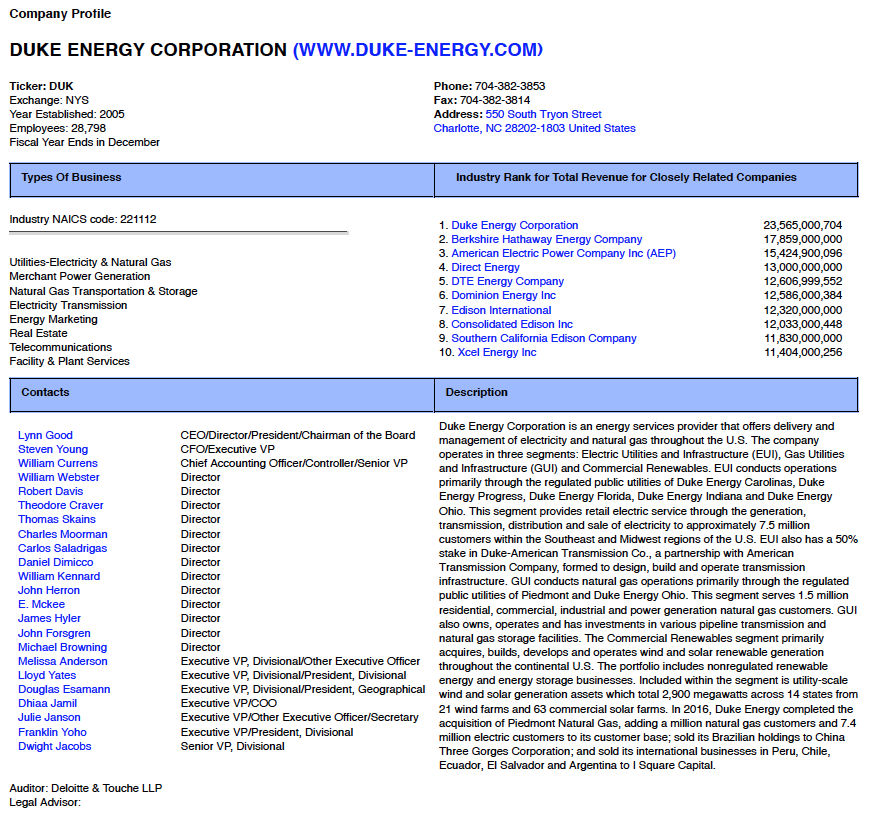 Company Profile
DUKE ENERGY CORPORATION (WWW.DUKE-ENERGY.COM)
Ticker: DUK
Exchange: NYS
Year Established: 2005
Employees: 28,798
Fiscal Year Ends in December
Phone: 704-382-3853
Fax: 704-382-3814
Address: 550 South Tryon Street
Charlotte, NC 28202-1803 United States
Types Of Business
Industry NAICS code: 221112
Utilities-Electricity & Natural Gas
Merchant Power Generation
Natural Gas Transportation & Storage
Electricity Transmission
Energy Marketing
Real Estate
Telecommunications
Facility & Plant Services
Industry Rank for Total Revenue for Closely Related Companies
1. Duke Energy Corporation 23,565,000,704
2. Berkshire Hathaway Energy Company 17,859,000,000
3. American Electric Power Company Inc (AEP) 15,424,900,096
4. Direct Energy 13,000,000,000
5. DTE Energy Company 12,606,999,552
6. Dominion Energy Inc 12,586,000,384
7. Edison International 12,320,000,000
8. Consolidated Edison Inc 12,033,000,448
9. Southern California Edison Company 11,830,000,000
10. Xcel Energy Inc 11,404,000,256
Contacts
Lynn Good CEO/Director/President/Chairman of the Board
Steven Young CFO/Executive VP
William Currens Chief Accounting Officer/Controller/Senior VP
William Webster Director
Robert Davis Director
Theodore Craver Director
Thomas Skains Director
Charles Moorman Director
Carlos Saladrigas Director
Daniel Dimicco Director
William Kennard Director
John Herron Director
E. Mckee Director
James Hyler Director
John Forsgren Director
Michael Browning Director
Melissa Anderson Executive VP, Divisional/Other Executive Officer
Lloyd Yates Executive VP, Divisional/President, Divisional
Douglas Esamann Executive VP, Divisional/President, Geographical
Dhiaa Jamil Executive VP/COO
Julie Janson Executive VP/Other Executive Officer/Secretary
Franklin Yoho Executive VP/President, Divisional
Dwight Jacobs Senior VP, Divisional
Description
Duke Energy Corporation is an energy services provider that offers delivery and
management of electricity and natural gas throughout the U.S. The company
operates in three segments: Electric Utilities and Infrastructure (EUI), Gas Utilities
and Infrastructure (GUI) and Commercial Renewables. EUI conducts operations
primarily through the regulated public utilities of Duke Energy Carolinas, Duke
Energy Progress, Duke Energy Florida, Duke Energy Indiana and Duke Energy
Ohio. This segment provides retail electric service through the generation,
transmission, distribution and sale of electricity to approximately 7.5 million
customers within the Southeast and Midwest regions of the U.S. EUI also has a 50%
stake in Duke-American Transmission Co., a partnership with American
Transmission Company, formed to design, build and operate transmission
infrastructure. GUI conducts natural gas operations primarily through the regulated
public utilities of Piedmont and Duke Energy Ohio. This segment serves 1.5 million
residential, commercial, industrial and power generation natural gas customers. GUI
also owns, operates and has investments in various pipeline transmission and
natural gas storage facilities. The Commercial Renewables segment primarily
acquires, builds, develops and operates wind and solar renewable generation
throughout the continental U.S. The portfolio includes nonregulated renewable
energy and energy storage businesses. Included within the segment is utility-scale
wind and solar generation assets which total 2,900 megawatts across 14 states from
21 wind farms and 63 commercial solar farms. In 2016, Duke Energy completed the
acquisition of Piedmont Natural Gas, adding a million natural gas customers and 7.4
million electric customers to its customer base; sold its Brazilian holdings to China
Three Gorges Corporation; and sold its international businesses in Peru, Chile,
Ecuador, El Salvador and Argentina to I Square Capital.
Auditor: Deloitte & Touche LLP
Legal Advisor: